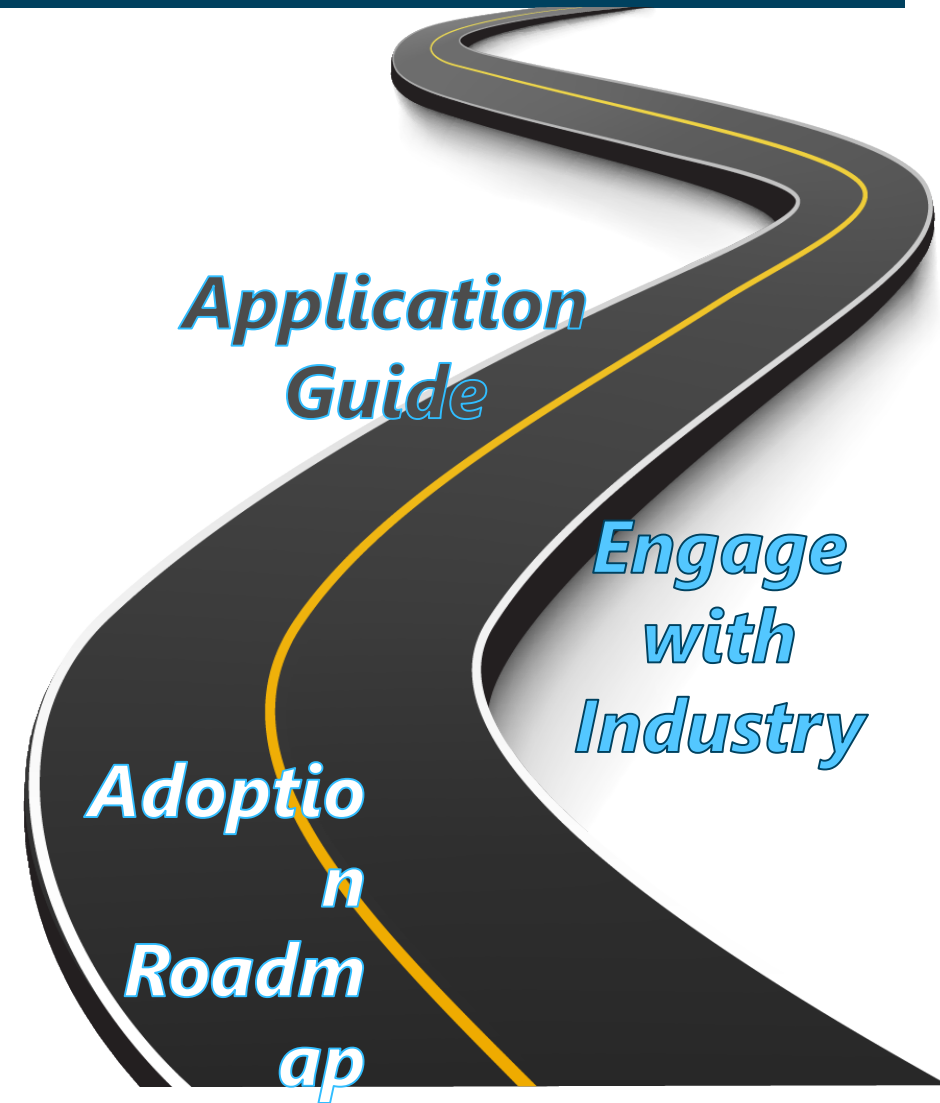 Application
Guide
Engage
with
Industry
Adoptio
n
Roadm
ap